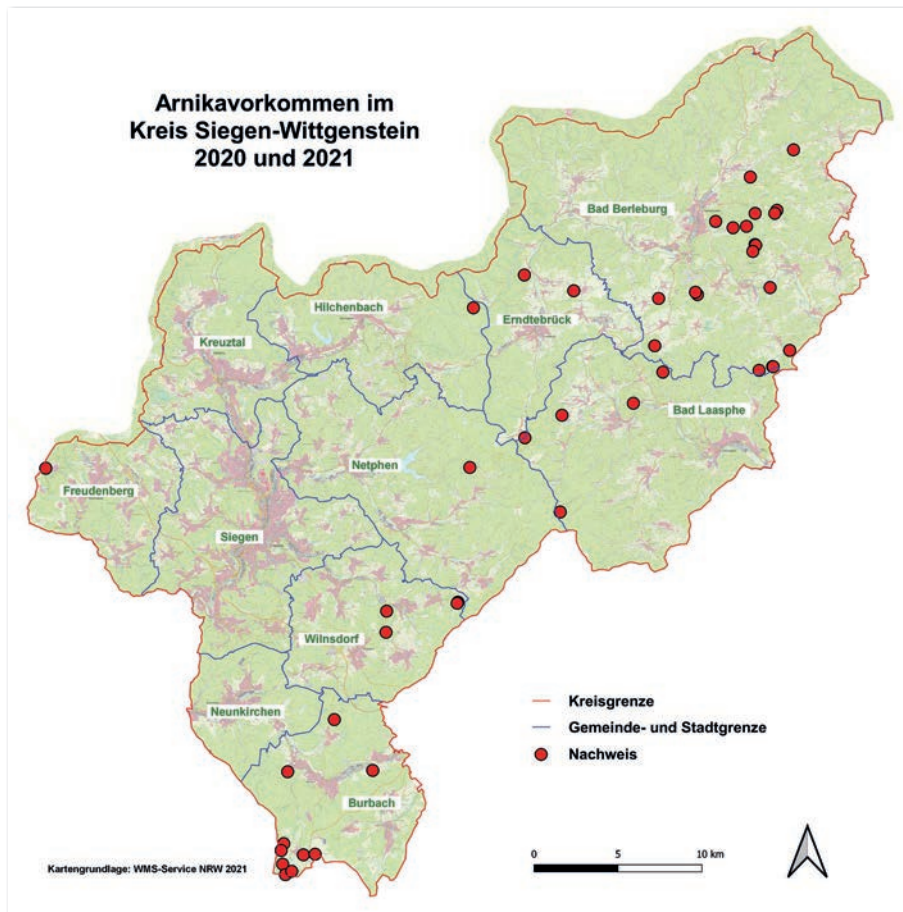 Arnikavorkommen im
Kreis Siegen-Wittgenstein
2020 und 2021
Bad Berleburg
Hilchenbach
Erndtebrück
Kreuztal
Bad Laasphe
Netphen
Freudenberg
Siegen
Wilnsdorf
Neunkirchen
Burbach
Kreisgrenze
Gemeinde- und Stadtgrenze
Nachweis
Kartengrundlage: WMS-Service NRW 2021
0 5 10 km